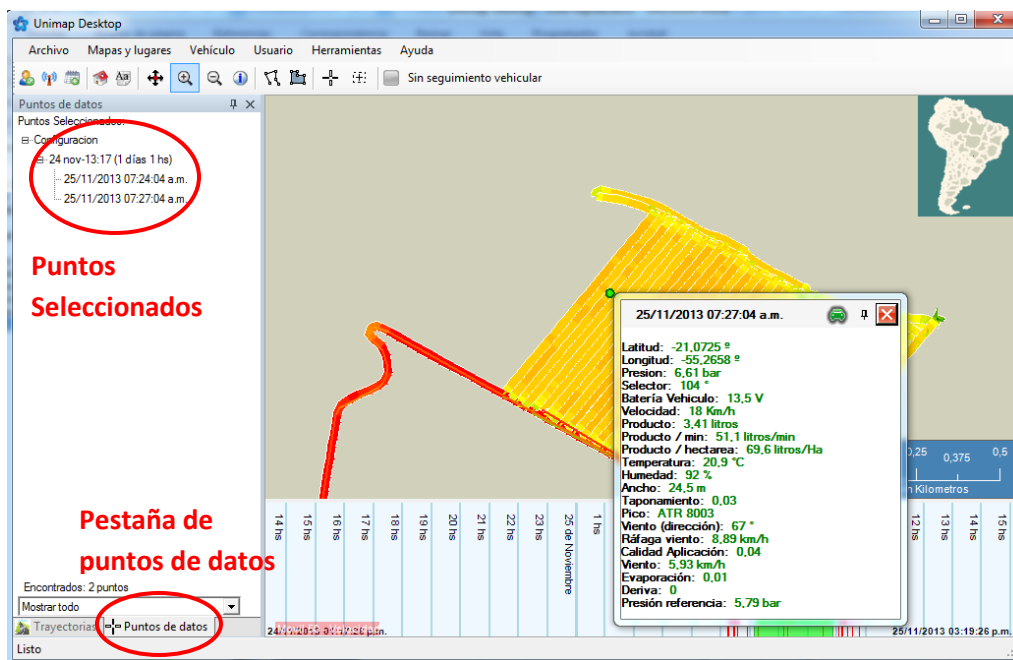 Unimap Desktop
Archivo Mapas y lugares Vehículo Usuario Herramientas Ayuda
Sin seguimiento vehicular
Puntos de datos
Puntos Seleccionados:
Configuracion
24 nov-13:17 (1 días 1 hs)
25/11/2013 07:24:04 a.m.
25/11/2013 07:27:04 a.m.
Puntos
Seleccionados
25/11/2013 07:27:04 a.m.
Latitud: -21,0725 º
Longitud: -55,2658 º
Presion: 6,61 bar
Selector: 104 °
Batería Vehiculo: 13,5 V
Velocidad: 18 Km/h
Producto: 3,41 litros
Producto / min: 51,1 litros/min
Producto / hectarea: 69,6 litros/Ha
Temperatura: 20,9 °C
Humedad: 92 %
Ancho: 24,5 m
Taponamiento: 0,03
Pico: ATR 8003
Viento (dirección): 67 °
Ráfaga viento: 8,89 km/h
Calidad Aplicación: 0,04
Viento: 5,93 km/h
Evaporación: 0,01
Deriva: 0
Presión referencia: 5,79 bar
0,25 0,375 0,5
n Kilometros
Pestaña de
puntos de datos
14 hs
15 hs
16 hs
17 hs
18 hs
19 hs
20 hs
21 hs
22 hs
23 hs
25 de Noviembre
1 hs
12 hs
13 hs
14 hs
15 hs
Encontrados: 2 puntos
Mostrar todo
Trayectorias Puntos de datos
25/11/2013 03:19:26 p.m.
Listo